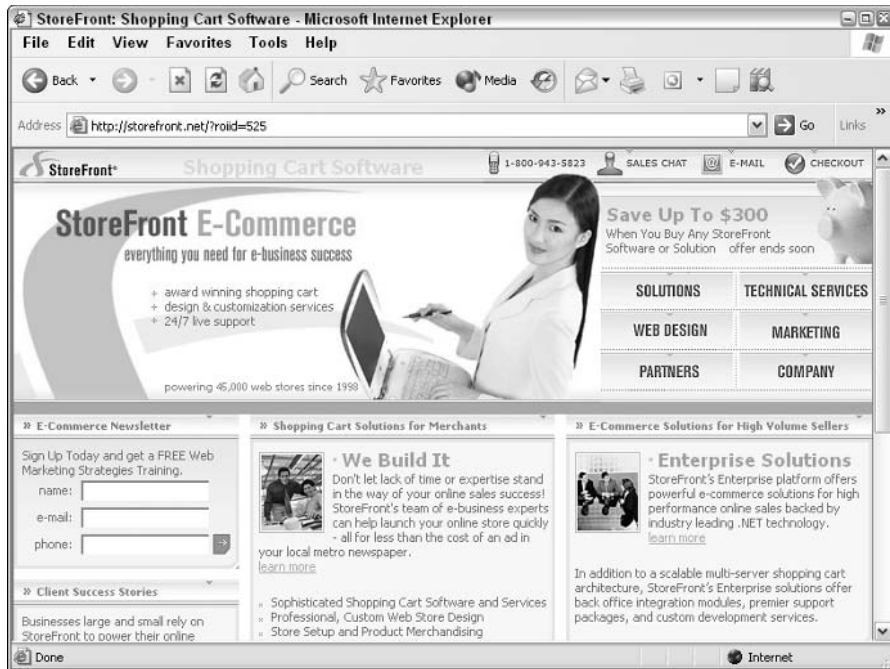 StoreFront: Shopping Cart Software - Microsoft Internet Explorer
File Edit View Favorites Tools Help
Back Search Favorites Media
Address http://storefront.net/?roiid=525 Go Links »
StoreFront® Shopping Cart Software 1-800-943-5823 SALES CHAT E-MAIL CHECKOUT
StoreFront E-Commerce
everything you need for e-business success
+ award winning shopping cart
+ design & customization services
+ 24/7 live support
powering 45,000 web stores since 1998
Save Up To $300
When You Buy Any StoreFront
Software or Solution offer ends soon
SOLUTIONS TECHNICAL SERVICES
WEB DESIGN MARKETING
PARTNERS COMPANY
» E-Commerce Newsletter
Sign Up Today and get a FREE Web
Marketing Strategies Training.
name:
e-mail:
phone:
» Client Success Stories
Businesses large and small rely on
StoreFront to power their online
» Shopping Cart Solutions for Merchants
We Build It
Don't let lack of time or expertise stand
in the way of your online sales success!
StoreFront's team of e-business experts
can help launch your online store quickly
- all for less than the cost of an ad in
your local metro newspaper.
learn more
» Sophisticated Shopping Cart Software and Services
» Professional, Custom Web Store Design
» Store Setup and Product Merchandising
» E-Commerce Solutions for High Volume Sellers
Enterprise Solutions
StoreFront's Enterprise platform offers
powerful e-commerce solutions for high
performance online sales backed by
industry leading .NET technology.
learn more
In addition to a scalable multi-server shopping cart
architecture, StoreFront's Enterprise solutions offer
back office integration modules, premier support
packages, and custom development services.
Done Internet